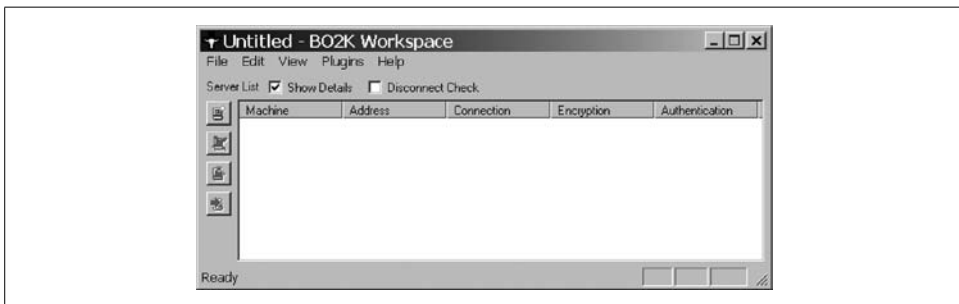 Untitled - BO2K Workspace
File Edit View Plugins Help
Server List Show Details Disconnect Check
Machine Address Connection Encryption Authentication
Ready